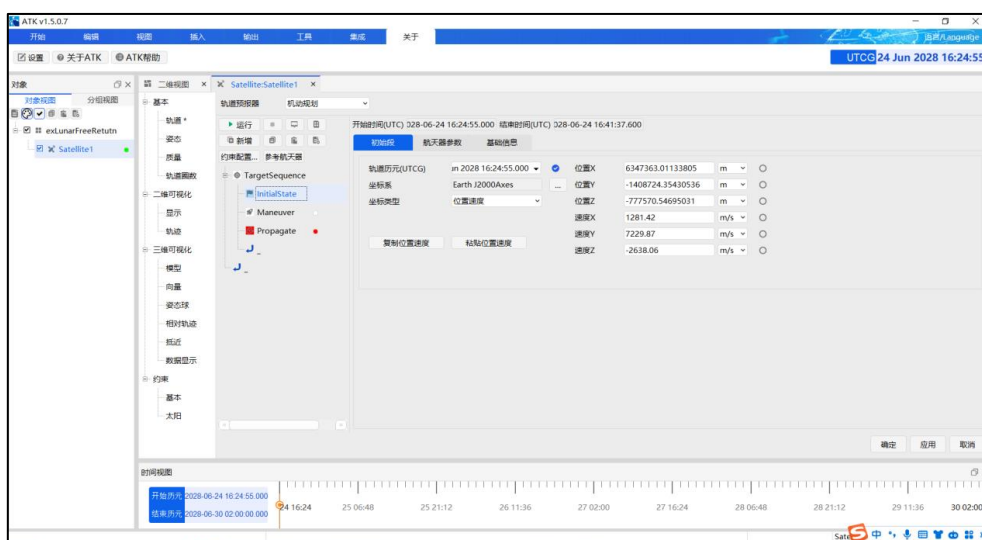 ATK v1.5.0.7
开始 编辑 视图 插入 输出 工具 集成 关于 语言/Language
设置 关于ATK ATK帮助 UTCG 24 Jun 2028 16:24:55
对象 二维视图 Satellite:Satellite1
对象视图 分组视图
exLunarFreeRetutn
Satellite1
基本
轨道 *
姿态
质量
轨道圈数
二维可视化
显示
轨迹
三维可视化
模型
向量
姿态球
相对轨迹
抵近
数据显示
约束
基本
太阳
轨道预报器 机动规划
运行
新增
约束配置... 参考航天器
TargetSequence
InitialState
Maneuver
Propagate
开始时间(UTC) 028-06-24 16:24:55.000 结束时间(UTC) 028-06-24 16:41:37.600
初始段 航天器参数 基础信息
轨道历元(UTCG) un 2028 16:24:55.000
坐标系 Earth J2000Axes ...
坐标类型 位置速度
复制位置速度 粘贴位置速度
位置X 6347363.01133805 m
位置Y -1408724.35430536 m
位置Z -777570.54695031 m
速度X 1281.42 m/s
速度Y 7229.87 m/s
速度Z -2638.06 m/s
确定 应用 取消
时间视图
开始历元 2028-06-24 16:24:55.000
结束历元 2028-06-30 02:00:00.000
24 16:24 25 06:48 25 21:12 26 11:36 27 02:00 27 16:24 28 06:48 28 21:12 29 11:36 30 02:00
Sate
中